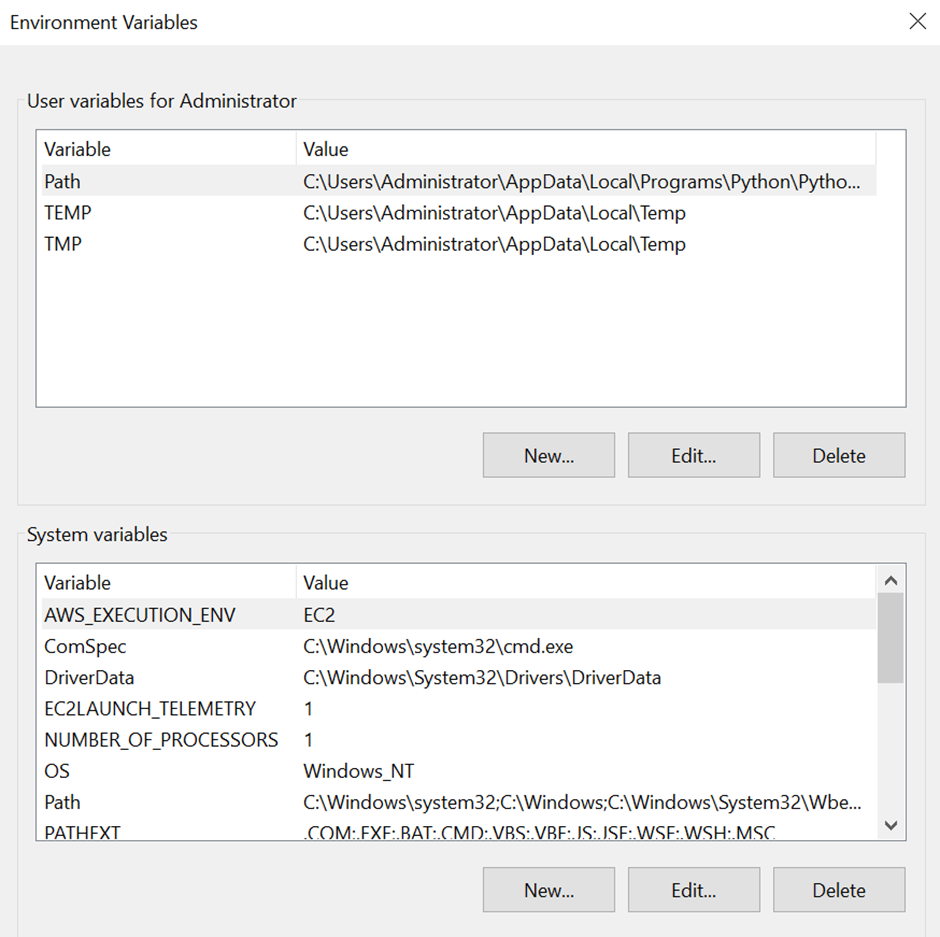 Environment Variables
User variables for Administrator
Variable Value
Path C:\Users\Administrator\AppData\Local\Programs\Python\Pytho...
TEMP C:\Users\Administrator\AppData\Local\Temp
TMP C:\Users\Administrator\AppData\Local\Temp
New... Edit... Delete
System variables
Variable Value
AWS_EXECUTION_ENV EC2
ComSpec C:\Windows\system32\cmd.exe
DriverData C:\Windows\System32\Drivers\DriverData
EC2LAUNCH_TELEMETRY 1
NUMBER_OF_PROCESSORS 1
OS Windows_NT
Path C:\Windows\system32;C:\Windows;C:\Windows\System32\Wbe...
PATHEXT .COM;.EXE;.BAT;.CMD;.VBS;.VBE;.JS;.JSE;.WSF;.WSH;.MSC
New... Edit... Delete